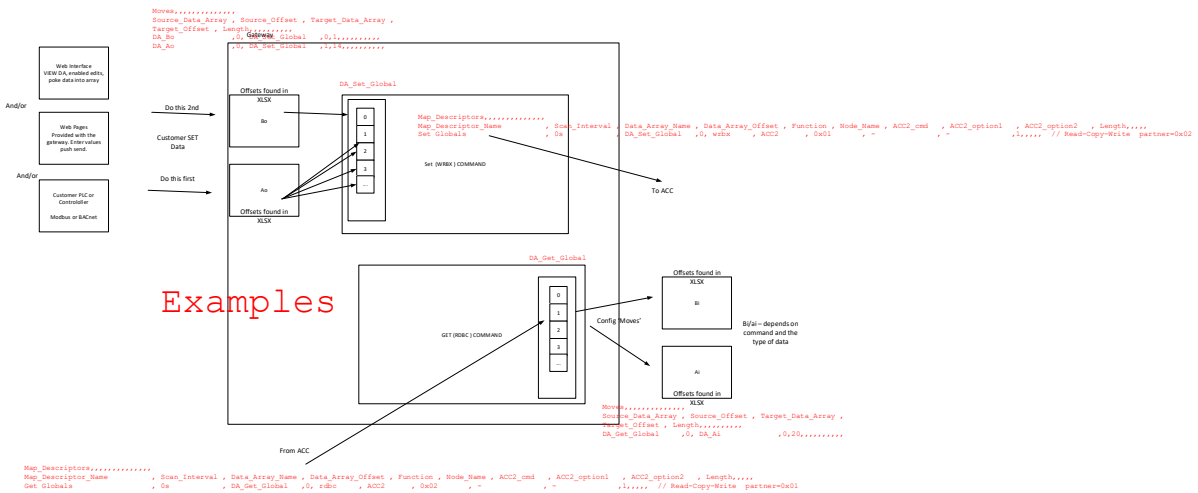 Moves,,,,,,,,,,,,,,
Source_Data_Array , Source_Offset , Target_Data_Array ,
Target_Offset , Length,,,,,,,,,,
DA_Bo ,0, DA_Set_Global ,0,1,,,,,,,,,,
DA_Ao ,0, DA_Set_Global ,1,14,,,,,,,,,,
Gateway
Web Interface
VIEW DA, enabled edits,
poke data into array
And/or
Web Pages
Provided with the
gateway. Enter values
push send.
And/or
Customer PLC or
Controloller
Modbus or BACnet
Do this 2nd
Customer SET
Data
Do this first
Offsets found in
XLSX
Bo
Ao
Offsets found in
XLSX
DA_Set_Global
0
1
2
3
...
Set (WRBX ) COMMAND
Map_Descriptors,,,,,,,,,,,,,,
Map_Descriptor_Name , Scan_Interval , Data_Array_Name , Data_Array_Offset , Function , Node_Name , ACC2_cmd , ACC2_option1 , ACC2_option2 , Length,,,,,
Set Globals , 0s , DA_Set_Global ,0, wrbx , ACC2 , 0x01 , - , - ,1,,,,, // Read-Copy-Write partner=0x02
To ACC
Examples
DA_Get_Global
0
1
2
3
...
GET (RDBC ) COMMAND
Config 'Moves'
Offsets found in
XLSX
Bi
Bi/ai – depends on
command and the
type of data
Ai
Offsets found in
XLSX
Moves,,,,,,,,,,,,,,
Source_Data_Array , Source_Offset , Target_Data_Array ,
Target_Offset , Length,,,,,,,,,,
DA_Get_Global ,0, DA_Ai ,0,20,,,,,,,,,,
From ACC
Map_Descriptors,,,,,,,,,,,,,,
Map_Descriptor_Name , Scan_Interval , Data_Array_Name , Data_Array_Offset , Function , Node_Name , ACC2_cmd , ACC2_option1 , ACC2_option2 , Length,,,,,
Get Globals , 0s , DA_Get_Global ,0, rdbc , ACC2 , 0x02 , - , - ,1,,,,, // Read-Copy-Write partner=0x01